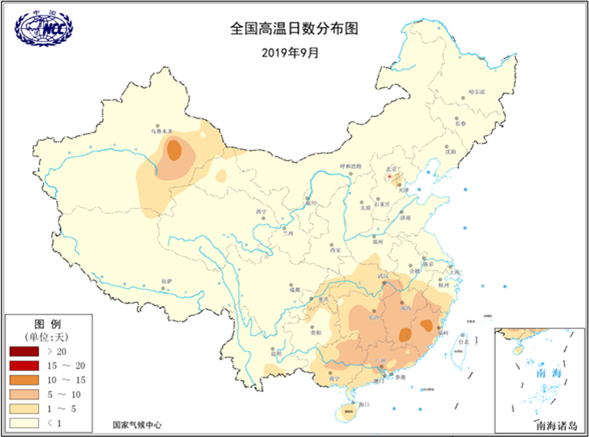 中国
NCC
全国高温日数分布图
2019年9月
哈尔滨
长春
乌鲁木齐
沈阳
呼和浩特
北京
天津
银川
太原
石家庄
西宁
济南
兰州
郑州
西安
南京
合肥
上海
拉萨
成都
武汉
杭州
重庆
南昌
长沙
贵阳
福州
台北
昆明
广州
南宁
澳门
香港
海口
图 例
(单位:天)
> 20
15 ～ 20
10 ～ 15
5 ～ 10
1 ～ 5
< 1
国家气候中心
南 海
南海诸岛